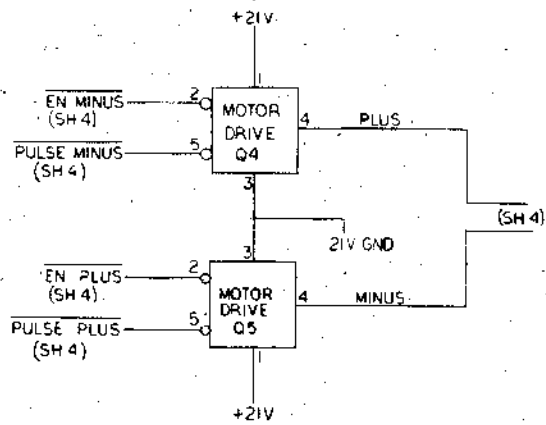 +21V
1
EN MINUS
(SH 4)
2
MOTOR
DRIVE
Q4
4
PLUS
PULSE MINUS
(SH 4)
5
3
(SH 4)
21V GND
3
EN PLUS
(SH 4)
2
MOTOR
DRIVE
Q5
4
MINUS
PULSE PLUS
(SH 4)
5
1
+21V